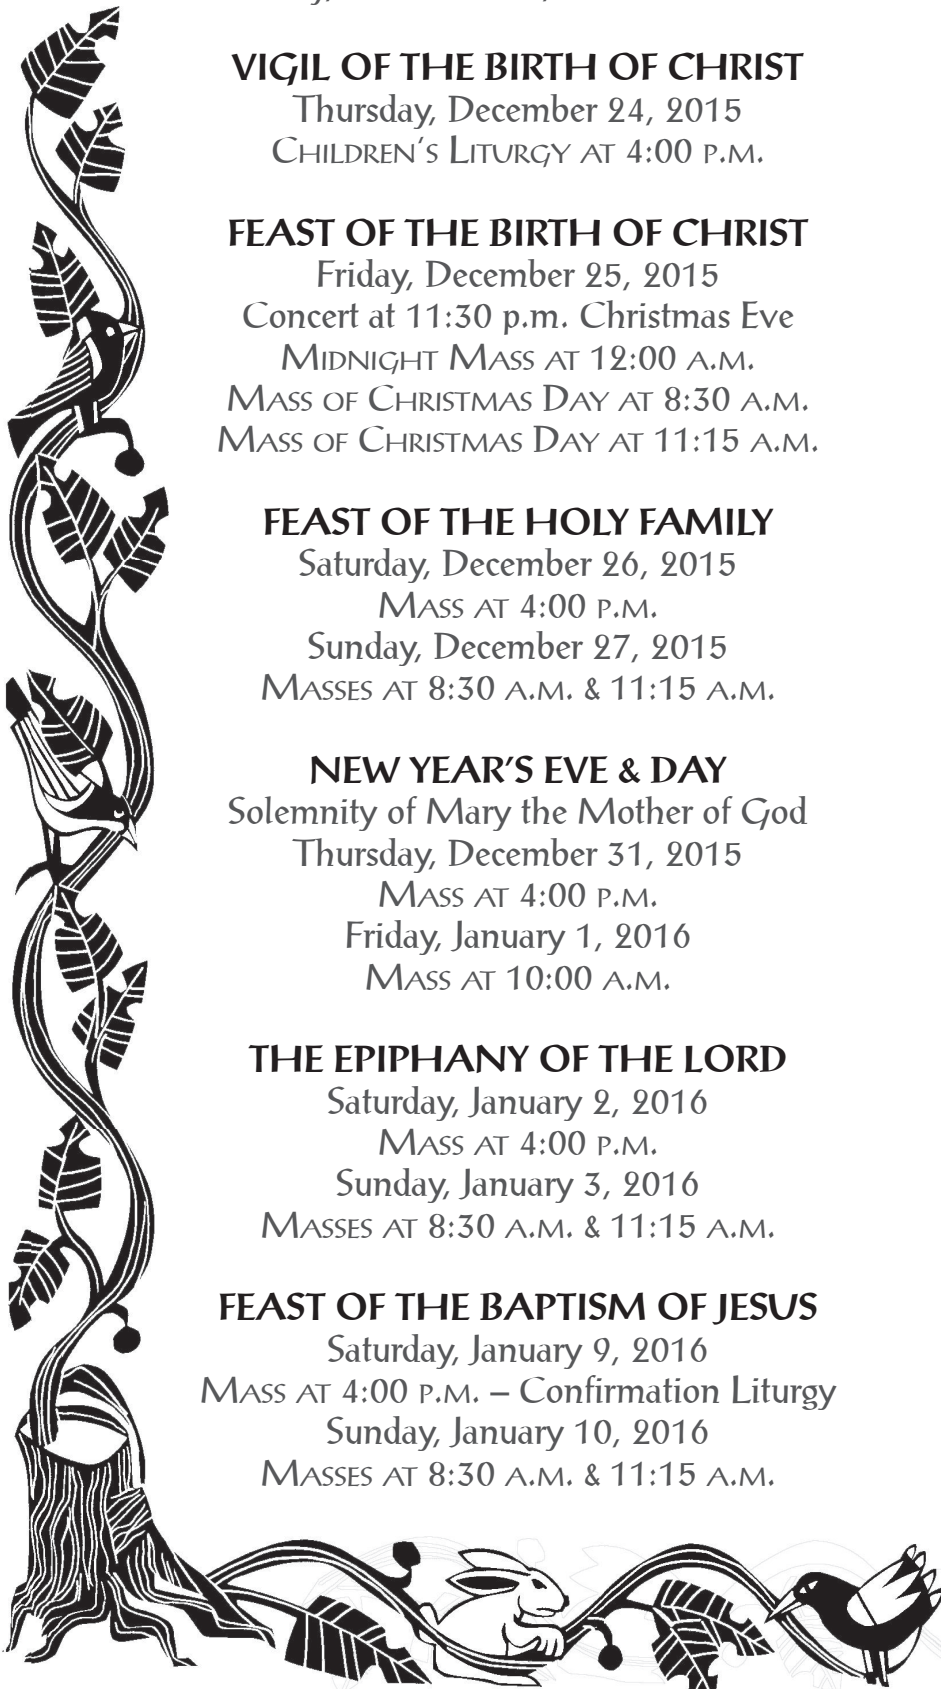 VIGIL OF THE BIRTH OF CHRIST
Thursday, December 24, 2015
CHILDREN'S LITURGY AT 4:00 P.M.
FEAST OF THE BIRTH OF CHRIST
Friday, December 25, 2015
Concert at 11:30 p.m. Christmas Eve
MIDNIGHT MASS AT 12:00 A.M.
MASS OF CHRISTMAS DAY AT 8:30 A.M.
MASS OF CHRISTMAS DAY AT 11:15 A.M.
FEAST OF THE HOLY FAMILY
Saturday, December 26, 2015
MASS AT 4:00 P.M.
Sunday, December 27, 2015
MASSES AT 8:30 A.M. & 11:15 A.M.
NEW YEAR'S EVE & DAY
Solemnity of Mary the Mother of God
Thursday, December 31, 2015
MASS AT 4:00 P.M.
Friday, January 1, 2016
MASS AT 10:00 A.M.
THE EPIPHANY OF THE LORD
Saturday, January 2, 2016
MASS AT 4:00 P.M.
Sunday, January 3, 2016
MASSES AT 8:30 A.M. & 11:15 A.M.
FEAST OF THE BAPTISM OF JESUS
Saturday, January 9, 2016
MASS AT 4:00 P.M. – Confirmation Liturgy
Sunday, January 10, 2016
MASSES AT 8:30 A.M. & 11:15 A.M.